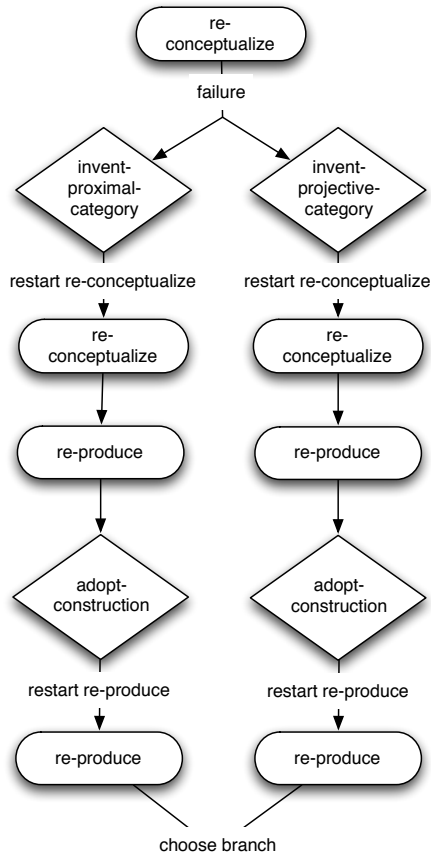 re-
conceptualize
failure
invent-
proximal-
category
invent-
projective-
category
restart re-conceptualize
restart re-conceptualize
re-
conceptualize
re-
conceptualize
re-produce
re-produce
adopt-
construction
adopt-
construction
restart re-produce
restart re-produce
re-produce
re-produce
choose branch